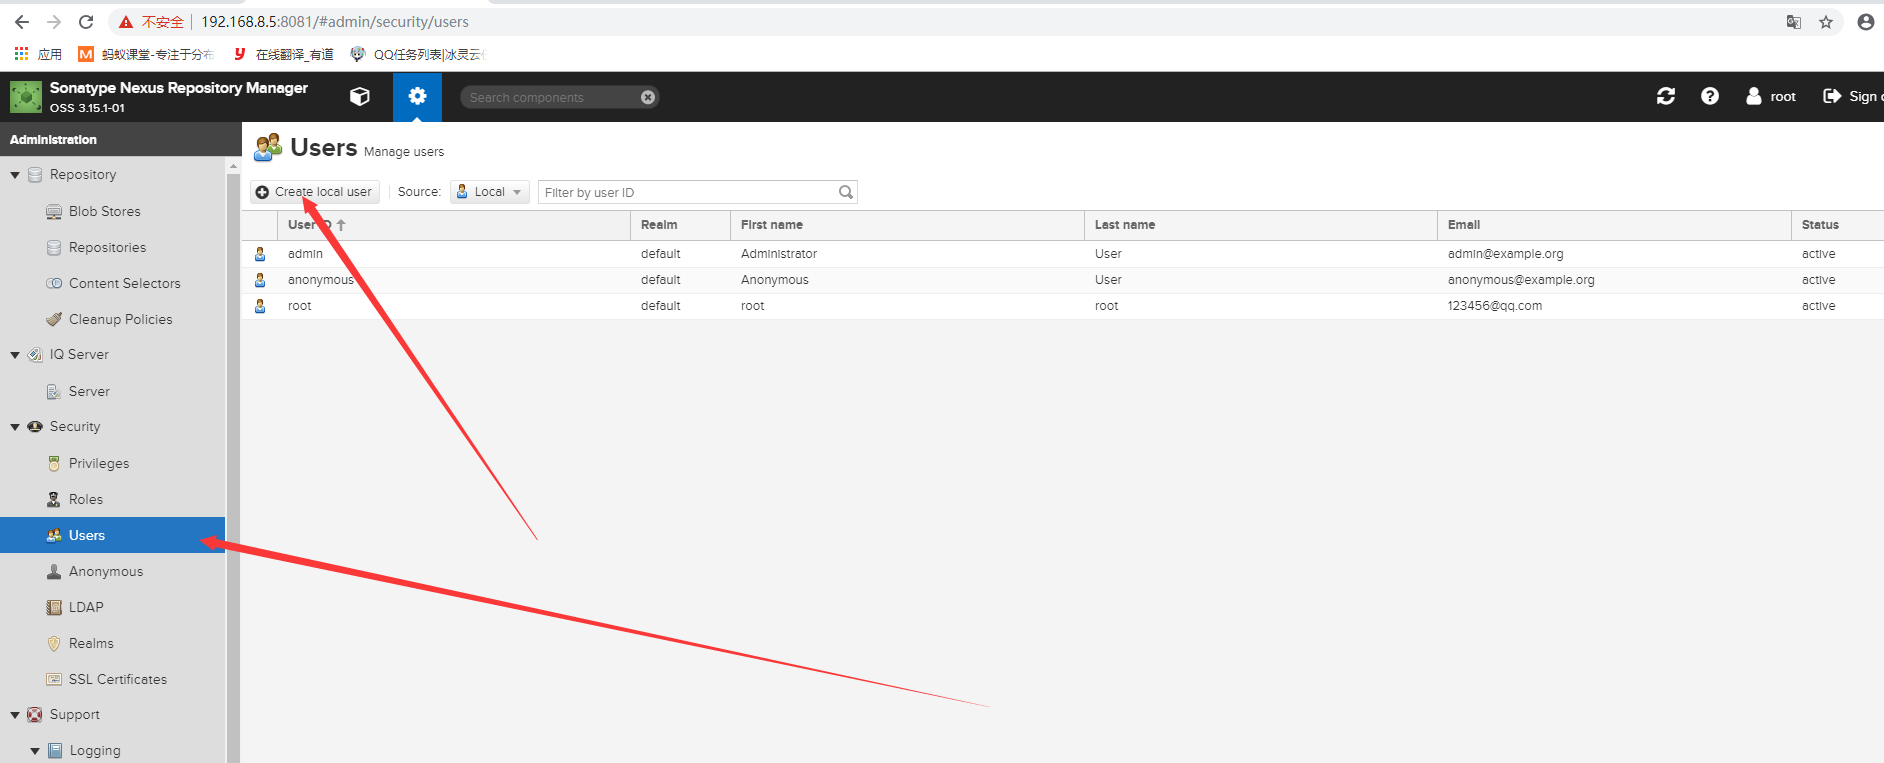 不安全 192.168.8.5:8081/#admin/security/users
应用 蚂蚁课堂-专注于分布 在线翻译_有道 QQ任务列表|冰灵云
Sonatype Nexus Repository Manager
OSS 3.15.1-01
Search components
root
Sign
Administration
Repository
Blob Stores
Repositories
Content Selectors
Cleanup Policies
IQ Server
Server
Security
Privileges
Roles
Users
Anonymous
LDAP
Realms
SSL Certificates
Support
Logging
Users Manage users
Create local user Source: Local Filter by user ID
User ID Realm First name Last name Email Status
admin default Administrator User admin@example.org active
anonymous default Anonymous User anonymous@example.org active
root default root root 123456@qq.com active